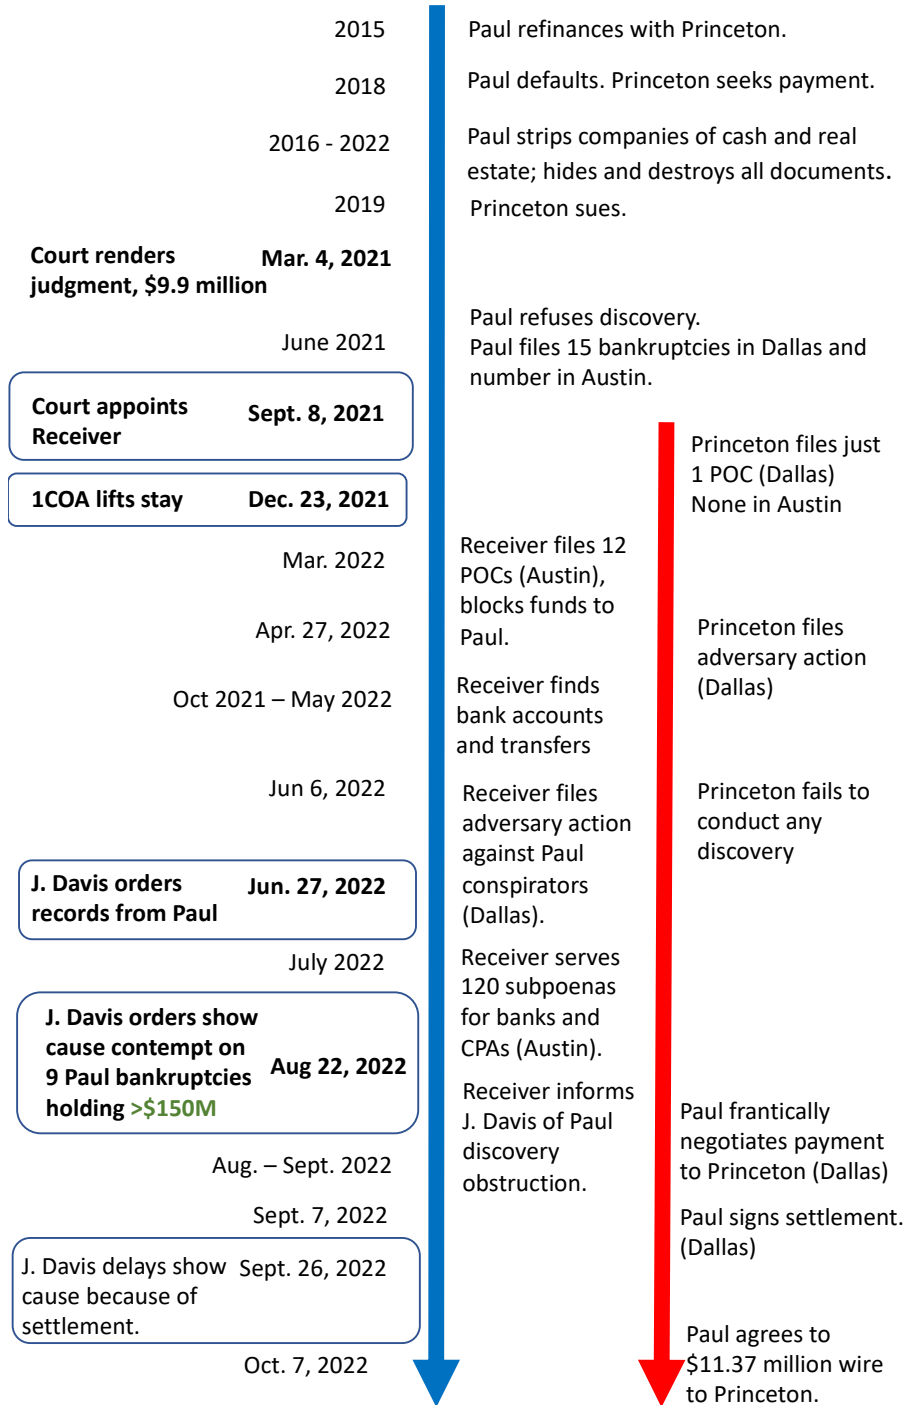 2015
Paul refinances with Princeton.
2018
Paul defaults. Princeton seeks payment.
2016 - 2022
Paul strips companies of cash and real
estate; hides and destroys all documents.
2019
Princeton sues.
Court renders
judgment, $9.9 million
Mar. 4, 2021
June 2021
Paul refuses discovery.
Paul files 15 bankruptcies in Dallas and
number in Austin.
Court appoints
Receiver
Sept. 8, 2021
Princeton files just
1 POC (Dallas)
None in Austin
1COA lifts stay
Dec. 23, 2021
Mar. 2022
Receiver files 12
POCs (Austin),
blocks funds to
Paul.
Apr. 27, 2022
Princeton files
adversary action
(Dallas)
Oct 2021 – May 2022
Receiver finds
bank accounts
and transfers
Jun 6, 2022
Receiver files
adversary action
against Paul
conspirators
(Dallas).
Princeton fails to
conduct any
discovery
J. Davis orders
records from Paul
Jun. 27, 2022
July 2022
Receiver serves
120 subpoenas
for banks and
CPAs (Austin).
J. Davis orders show
cause contempt on
9 Paul bankruptcies
holding >$150M
Aug 22, 2022
Receiver informs
J. Davis of Paul
discovery
obstruction.
Aug. – Sept. 2022
Paul frantically
negotiates payment
to Princeton (Dallas)
Sept. 7, 2022
Paul signs settlement.
(Dallas)
J. Davis delays show
cause because of
settlement.
Sept. 26, 2022
Oct. 7, 2022
Paul agrees to
$11.37 million wire
to Princeton.